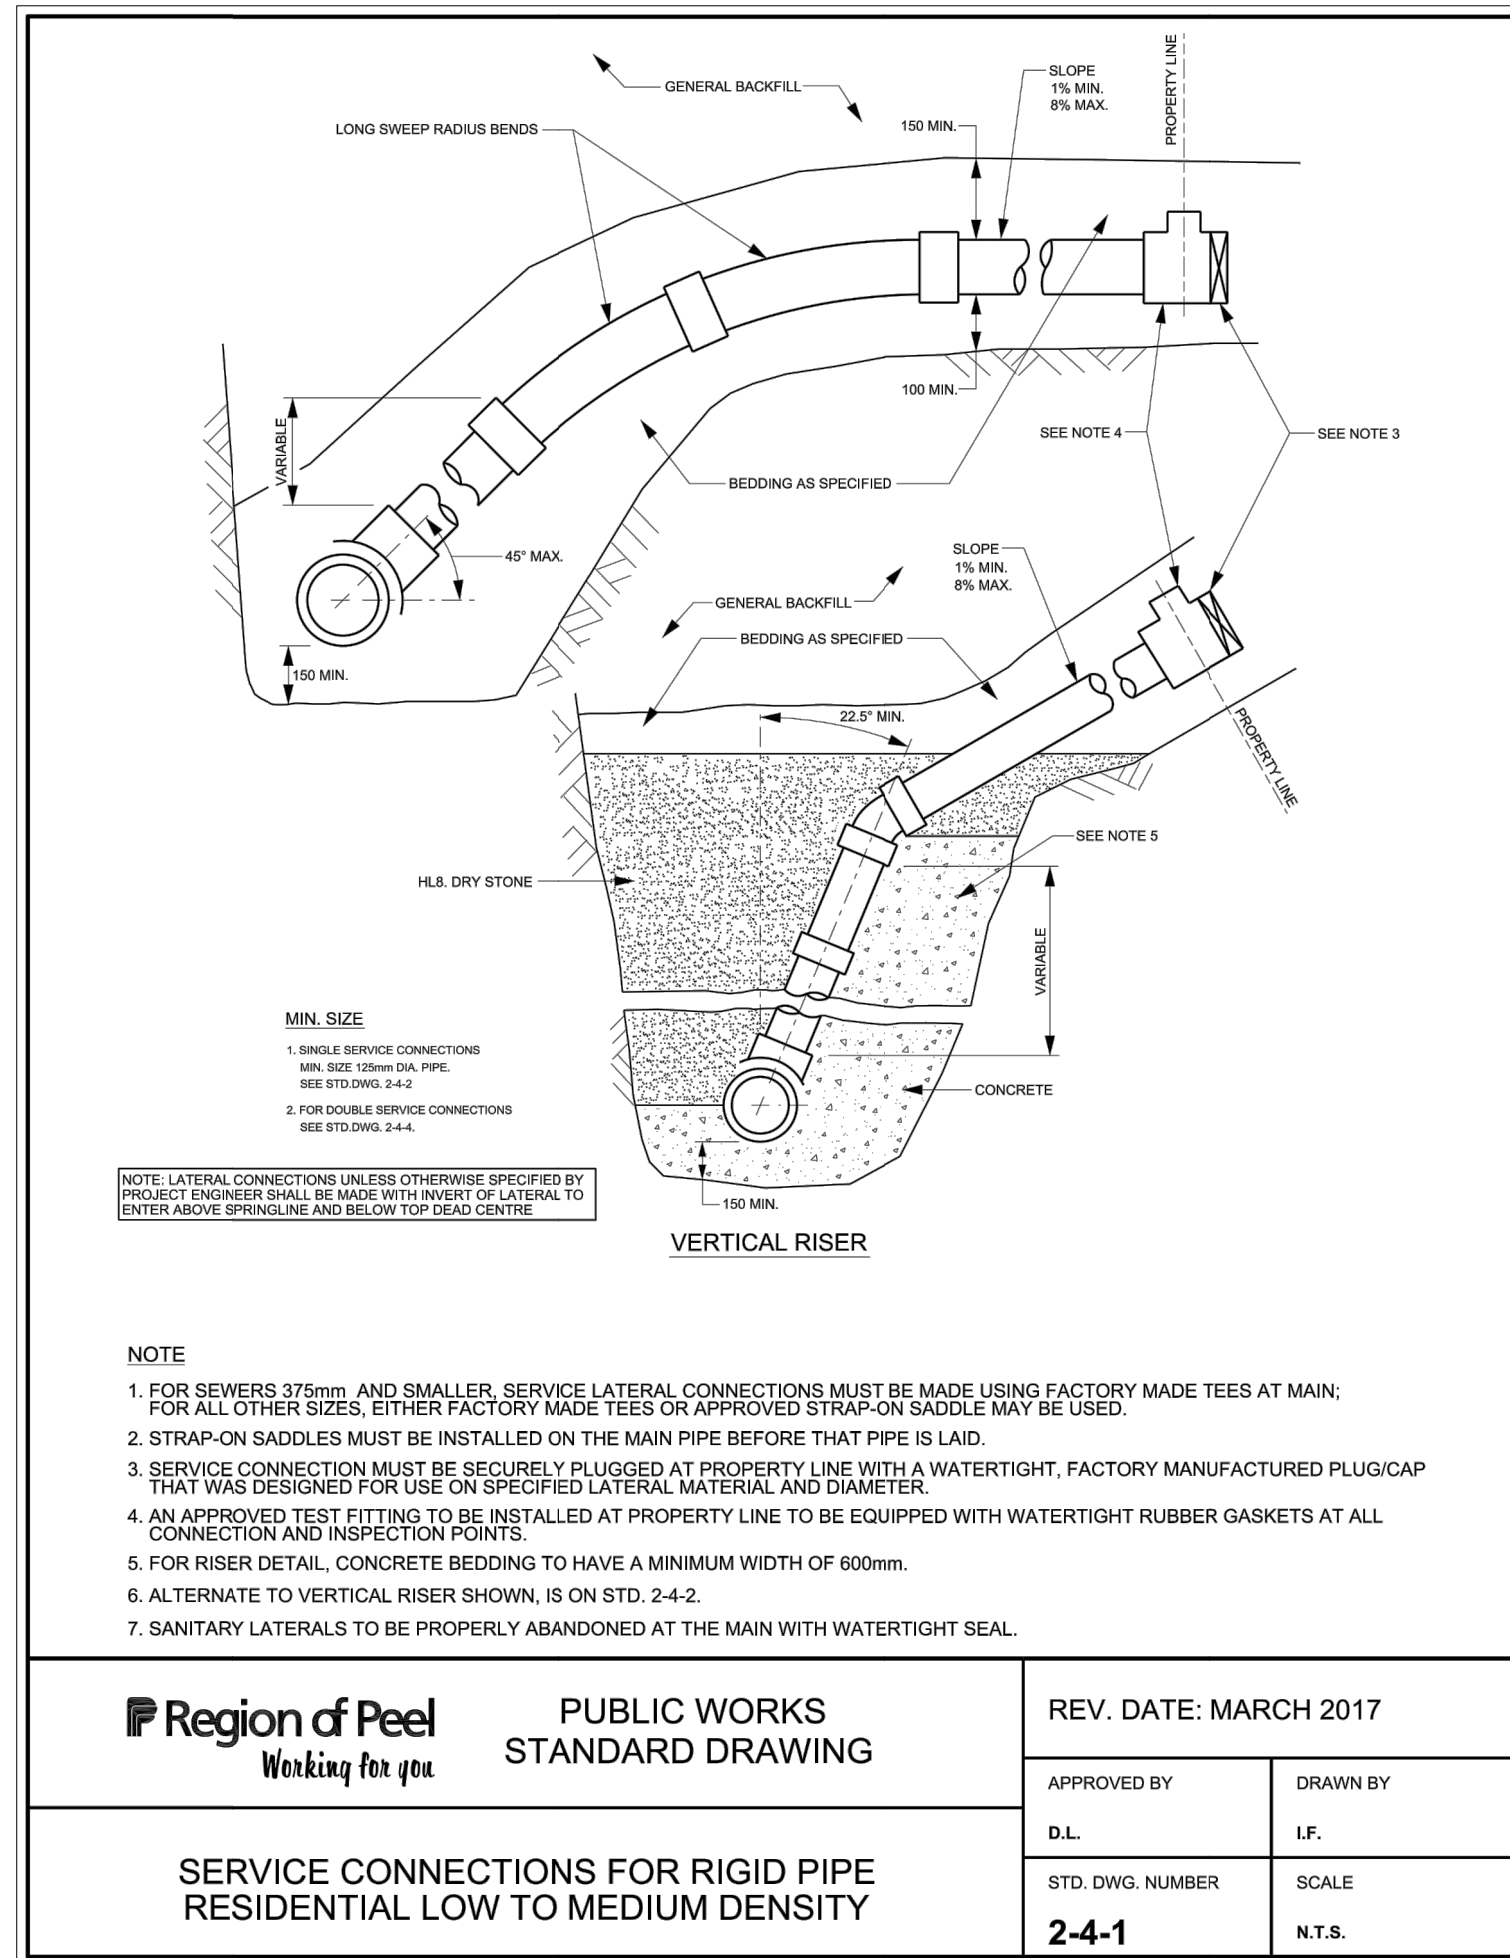 GENERAL BACKFILL
SLOPE
1% MIN.
8% MAX.
PROPERTY LINE
LONG SWEEP RADIUS BENDS
150 MIN.
100 MIN.
VARIABLE
SEE NOTE 4
SEE NOTE 3
BEDDING AS SPECIFIED
45° MAX.
150 MIN.
SLOPE
1% MIN.
8% MAX.
GENERAL BACKFILL
BEDDING AS SPECIFIED
22.5° MIN.
PROPERTY LINE
SEE NOTE 5
HL8. DRY STONE
VARIABLE
CONCRETE
150 MIN.
VERTICAL RISER
MIN. SIZE
1. SINGLE SERVICE CONNECTIONS
MIN. SIZE 125mm DIA. PIPE.
SEE STD.DWG. 2-4-2
2. FOR DOUBLE SERVICE CONNECTIONS
SEE STD.DWG. 2-4-4.
NOTE: LATERAL CONNECTIONS UNLESS OTHERWISE SPECIFIED BY
PROJECT ENGINEER SHALL BE MADE WITH INVERT OF LATERAL TO
ENTER ABOVE SPRINGLINE AND BELOW TOP DEAD CENTRE
NOTE
1. FOR SEWERS 375mm AND SMALLER, SERVICE LATERAL CONNECTIONS MUST BE MADE USING FACTORY MADE TEES AT MAIN;
FOR ALL OTHER SIZES, EITHER FACTORY MADE TEES OR APPROVED STRAP-ON SADDLE MAY BE USED.
2. STRAP-ON SADDLES MUST BE INSTALLED ON THE MAIN PIPE BEFORE THAT PIPE IS LAID.
3. SERVICE CONNECTION MUST BE SECURELY PLUGGED AT PROPERTY LINE WITH A WATERTIGHT, FACTORY MANUFACTURED PLUG/CAP
THAT WAS DESIGNED FOR USE ON SPECIFIED LATERAL MATERIAL AND DIAMETER.
4. AN APPROVED TEST FITTING TO BE INSTALLED AT PROPERTY LINE TO BE EQUIPPED WITH WATERTIGHT RUBBER GASKETS AT ALL
CONNECTION AND INSPECTION POINTS.
5. FOR RISER DETAIL, CONCRETE BEDDING TO HAVE A MINIMUM WIDTH OF 600mm.
6. ALTERNATE TO VERTICAL RISER SHOWN, IS ON STD. 2-4-2.
7. SANITARY LATERALS TO BE PROPERLY ABANDONED AT THE MAIN WITH WATERTIGHT SEAL.
Region of Peel
Working for you
PUBLIC WORKS
STANDARD DRAWING
REV. DATE: MARCH 2017
APPROVED BY
D.L.
DRAWN BY
I.F.
SERVICE CONNECTIONS FOR RIGID PIPE
RESIDENTIAL LOW TO MEDIUM DENSITY
STD. DWG. NUMBER
2-4-1
SCALE
N.T.S.